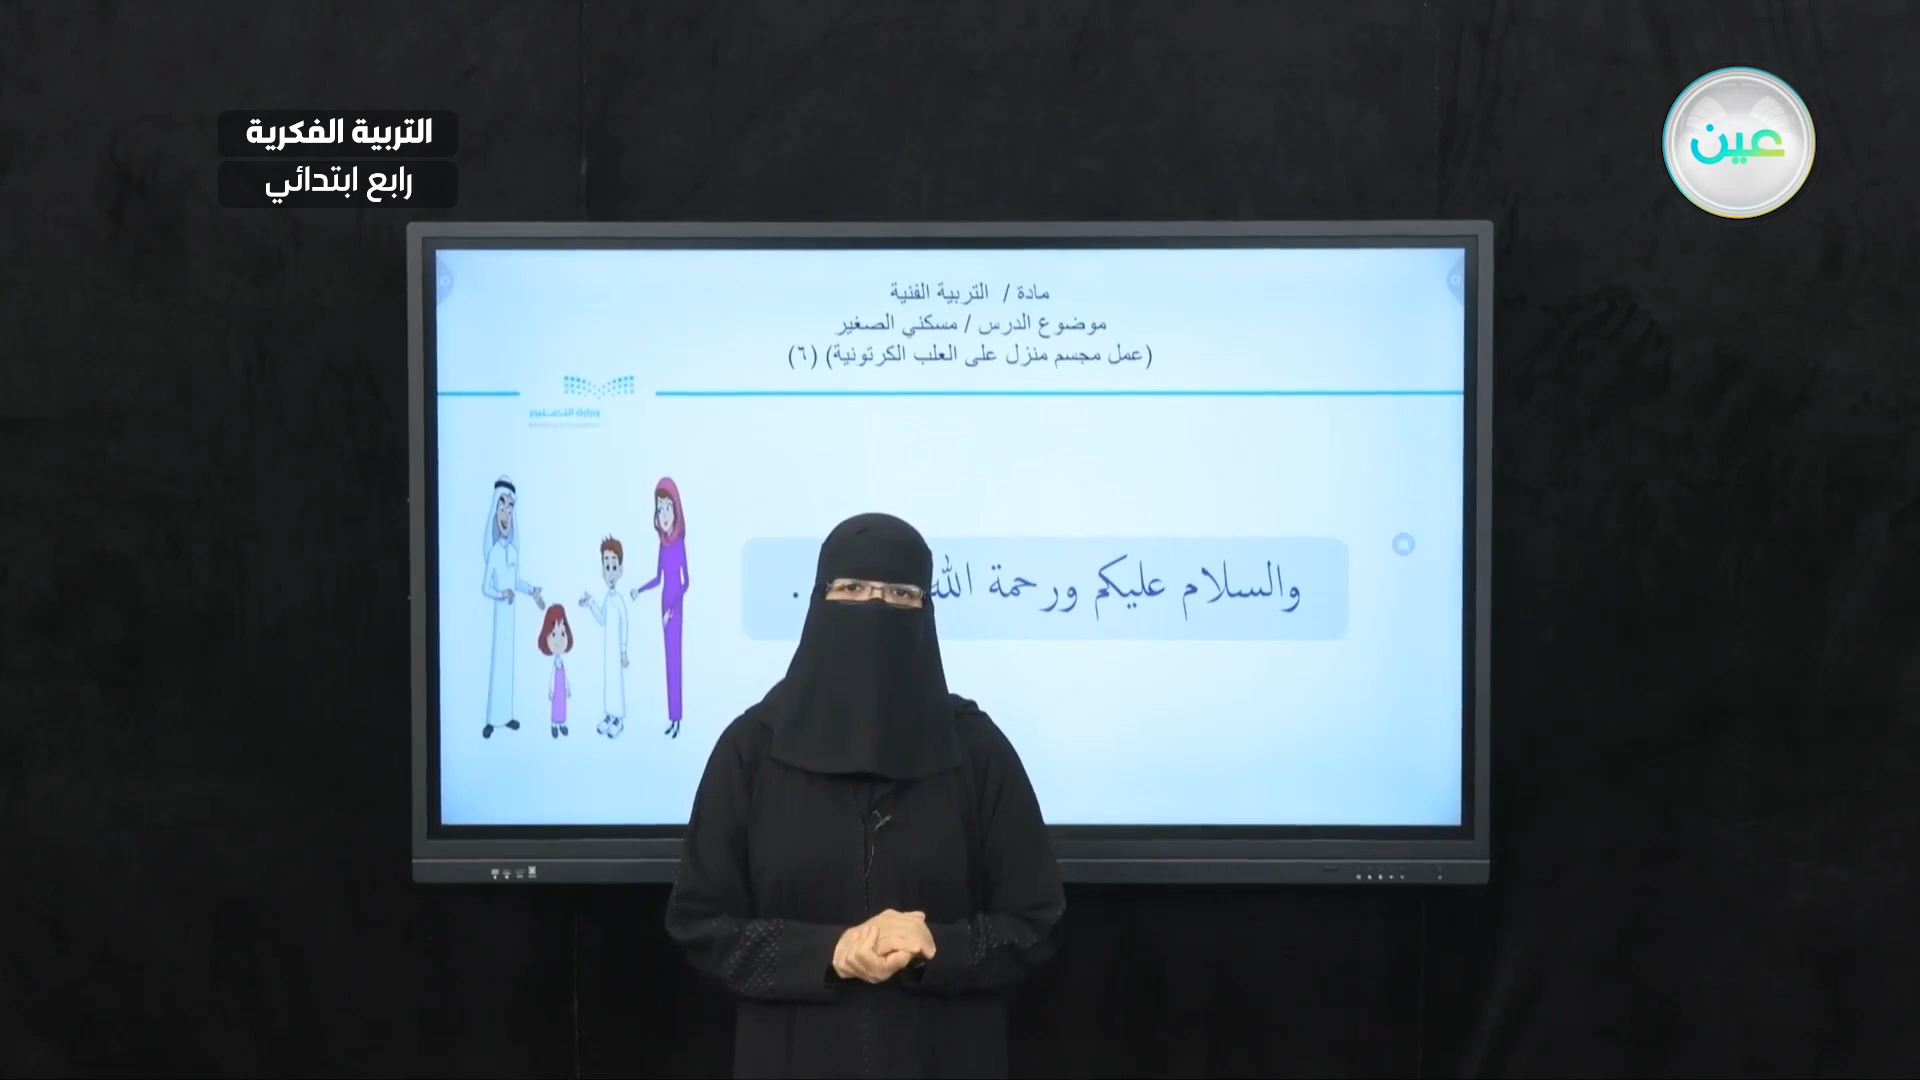 التربية الفكرية
رابع ابتدائي
عين
مادة / التربية الفنية
موضوع الدرس / مسكني الصغير
(عمل مجسم منزل على العلب الكرتونية) (٦)
وزارة التعليم
والسلام عليكم ورحمة الله .